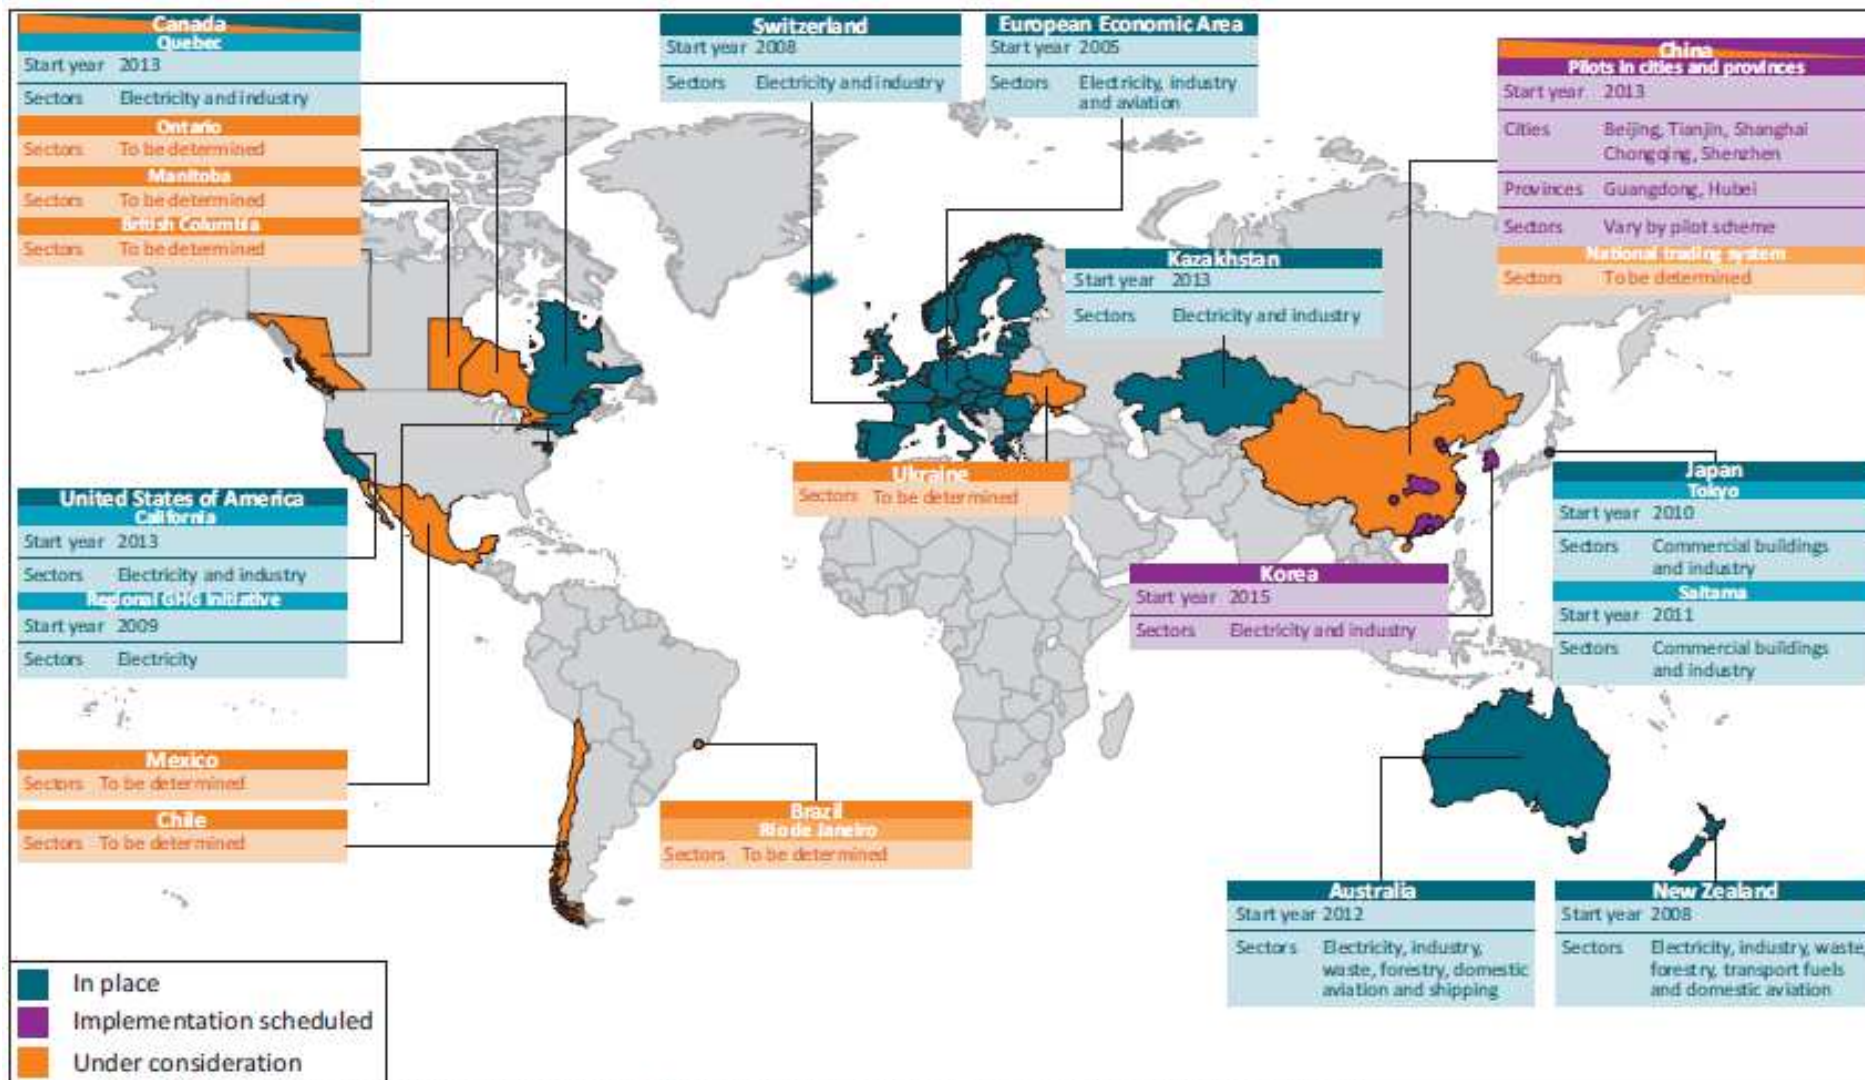 Canada
Quebec
Start year 2013
Sectors Electricity and industry
Ontario
Sectors To be determined
Manitoba
Sectors To be determined
British Columbia
Sectors To be determined
Switzerland
Start year 2008
Sectors Electricity and industry
European Economic Area
Start year 2005
Sectors Electricity, industry
and aviation
China
Pilots in cities and provinces
Start year 2013
Cities Beijing, Tianjin, Shanghai
Chongqing, Shenzhen
Provinces Guangdong, Hubei
Sectors Vary by pilot scheme
National trading system
Sectors To be determined
Kazakhstan
Start year 2013
Sectors Electricity and industry
Ukraine
Sectors To be determined
United States of America
California
Start year 2013
Sectors Electricity and industry
Regional GHG Initiative
Start year 2009
Sectors Electricity
Japan
Tokyo
Start year 2010
Sectors Commercial buildings
and industry
Saitama
Start year 2011
Sectors Commercial buildings
and industry
Korea
Start year 2015
Sectors Electricity and industry
Mexico
Sectors To be determined
Chile
Sectors To be determined
Brazil
Rio de Janeiro
Sectors To be determined
Australia
Start year 2012
Sectors Electricity, industry,
waste, forestry, domestic
aviation and shipping
New Zealand
Start year 2008
Sectors Electricity, industry, waste,
forestry, transport fuels
and domestic aviation
In place
Implementation scheduled
Under consideration